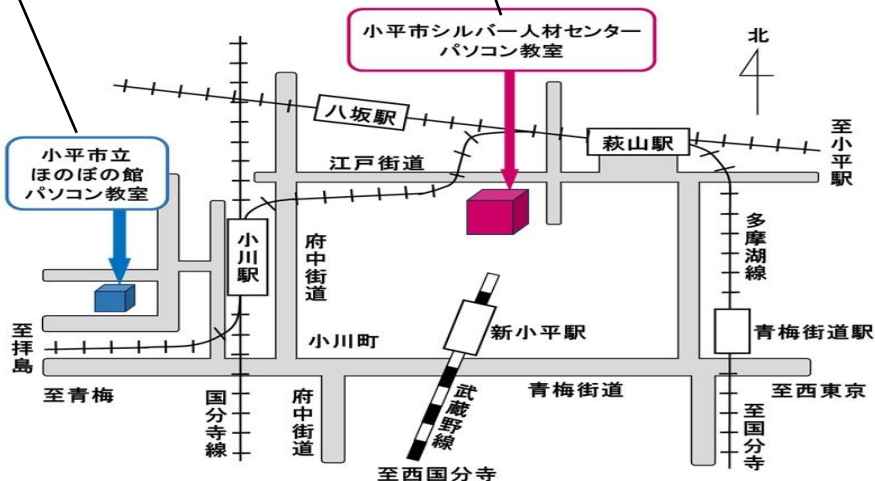 小平市シルバー人材センター
パソコン教室
北
八坂駅
萩山駅
至小平駅
小平市立
ほのぼの館
パソコン教室
江戸街道
小川駅
府中街道
多摩湖線
至拝島
小川町
新小平駅
青梅街道駅
至青梅
国分寺線
府中街道
武蔵野線
青梅街道
至西東京
至国分寺
至西国分寺